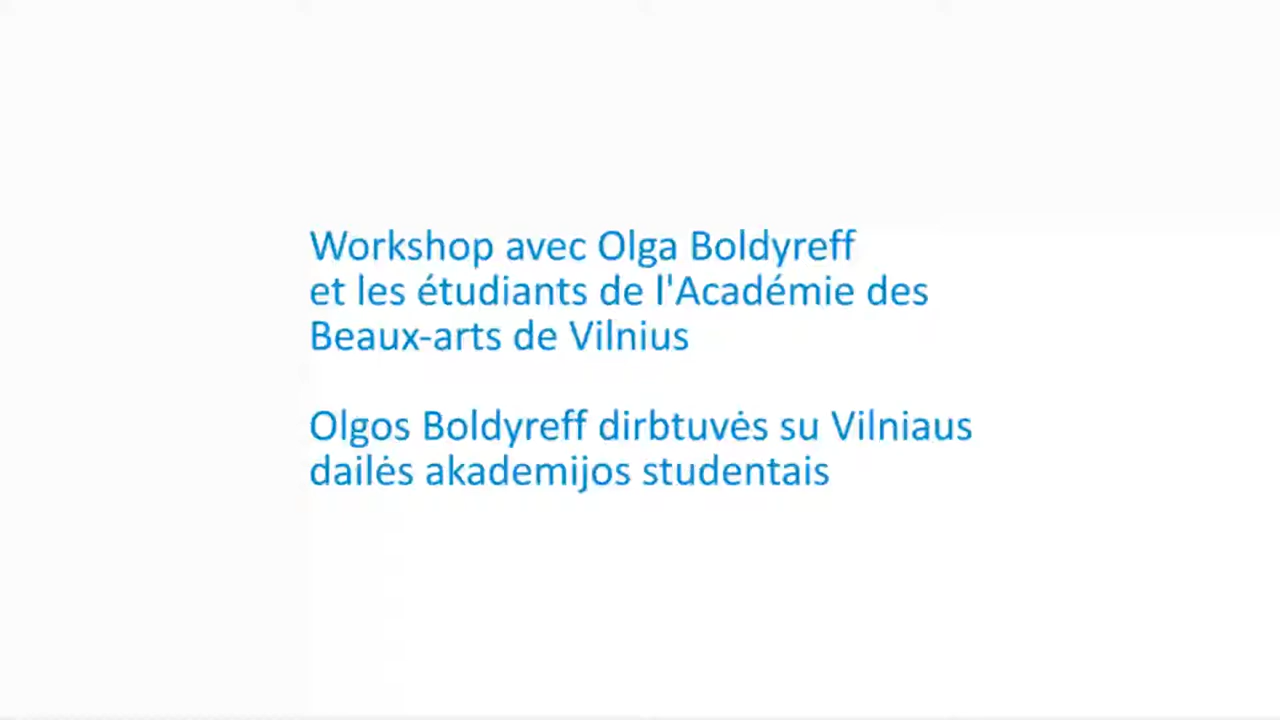 Workshop avec Olga Boldyreff
et les étudiants de l'Académie des
Beaux-arts de Vilnius
Olgos Boldyreff dirbtuvės su Vilniaus
dailės akademijos studentais